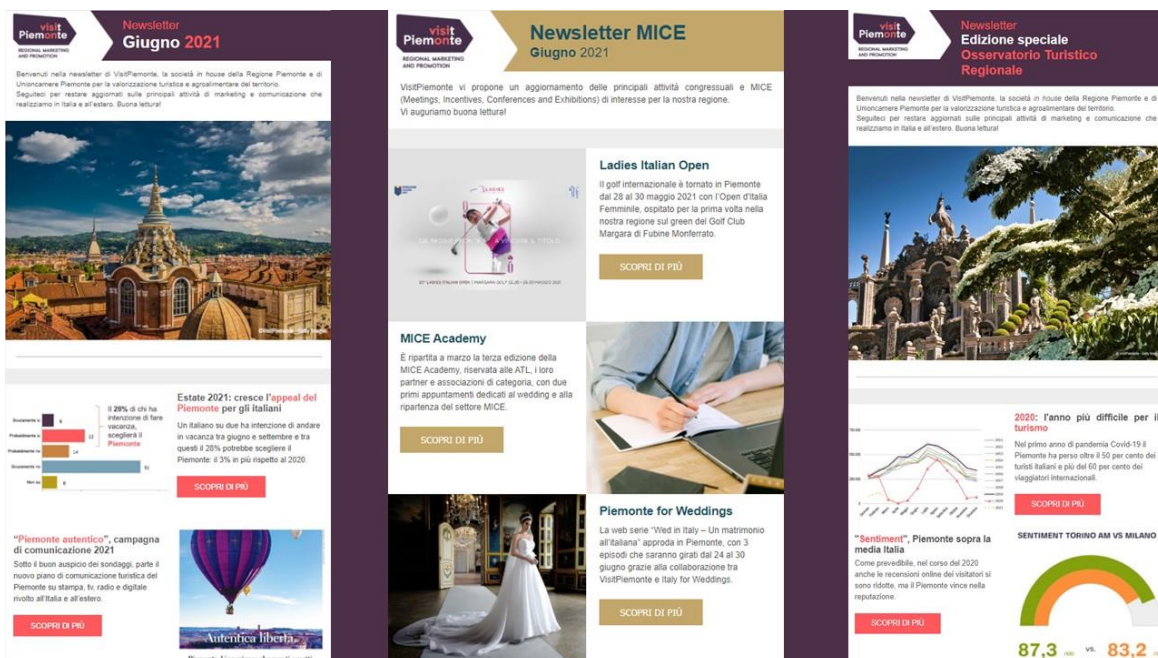 visit
Piemonte
REGIONAL MARKETING
AND PROMOTION
Newsletter
Giugno 2021
Benvenuti nella newsletter di VisitPiemonte, la società in house della Regione Piemonte e di
Unioncamere Piemonte per la valorizzazione turistica e agroalimentare del territorio.
Seguiteci per restare aggiornati sulle principali attività di marketing e comunicazione che
realizziamo in Italia e all'estero. Buona lettura!
Il 28% di chi ha
intenzione di fare
vacanza,
sceglierà il
Piemonte
6
13
14
51
6
Estate 2021: cresce l'appeal del
Piemonte per gli italiani
Un italiano su due ha intenzione di andare
in vacanza tra giugno e settembre e tra
questi il 28% potrebbe scegliere il
Piemonte: il 3% in più rispetto al 2020.
SCOPRI DI PIÙ
"Piemonte autentico", campagna
di comunicazione 2021
Sotto il buon auspicio dei sondaggi, parte il
nuovo piano di comunicazione turistica del
Piemonte su stampa, tv, radio e digitale
rivolto all'Italia e all'estero.
SCOPRI DI PIÙ
Autentica libertà
visit
Piemonte
REGIONAL MARKETING
AND PROMOTION
Newsletter MICE
Giugno 2021
VisitPiemonte vi propone un aggiornamento delle principali attività congressuali e MICE
(Meetings, Incentives, Conferences and Exhibitions) di interesse per la nostra regione.
Vi auguriamo buona lettura!
LADIES
Ladies Italian Open
Il golf internazionale è tornato in Piemonte
dal 28 al 30 maggio 2021 con l'Open d'Italia
Femminile, ospitato per la prima volta nella
nostra regione sul green del Golf Club
Margara di Fubine Monferrato.
SCOPRI DI PIÙ
MICE Academy
È ripartita a marzo la terza edizione della
MICE Academy, riservata alle ATL, i loro
partner e associazioni di categoria, con due
primi appuntamenti dedicati al wedding e alla
ripartenza del settore MICE.
SCOPRI DI PIÙ
Piemonte for Weddings
La web serie "Wed in Italy – Un matrimonio
all'italiana" approda in Piemonte, con 3
episodi che saranno girati dal 24 al 30
giugno grazie alla collaborazione tra
VisitPiemonte e Italy for Weddings.
SCOPRI DI PIÙ
visit
Piemonte
REGIONAL MARKETING
AND PROMOTION
Newsletter
Edizione speciale
Osservatorio Turistico
Regionale
Benvenuti nella newsletter di VisitPiemonte, la società in house della Regione Piemonte e di
Unioncamere Piemonte per la valorizzazione turistica e agroalimentare del territorio.
Seguiteci per restare aggiornati sulle principali attività di marketing e comunicazione che
realizziamo in Italia e all'estero. Buona lettura!
2020: l'anno più difficile per il
turismo
Nel primo anno di pandemia Covid-19 il
Piemonte ha perso oltre il 50 per cento dei
turisti italiani e più del 60 per cento dei
viaggiatori internazionali.
SCOPRI DI PIÙ
"Sentiment", Piemonte sopra la
media Italia
Come prevedibile, nel corso del 2020
anche le recensioni online dei visitatori si
sono ridotte, ma il Piemonte vince nella
reputazione.
SCOPRI DI PIÙ
SENTIMENT TORINO AM VS MILANO
87,3 vs. 83,2